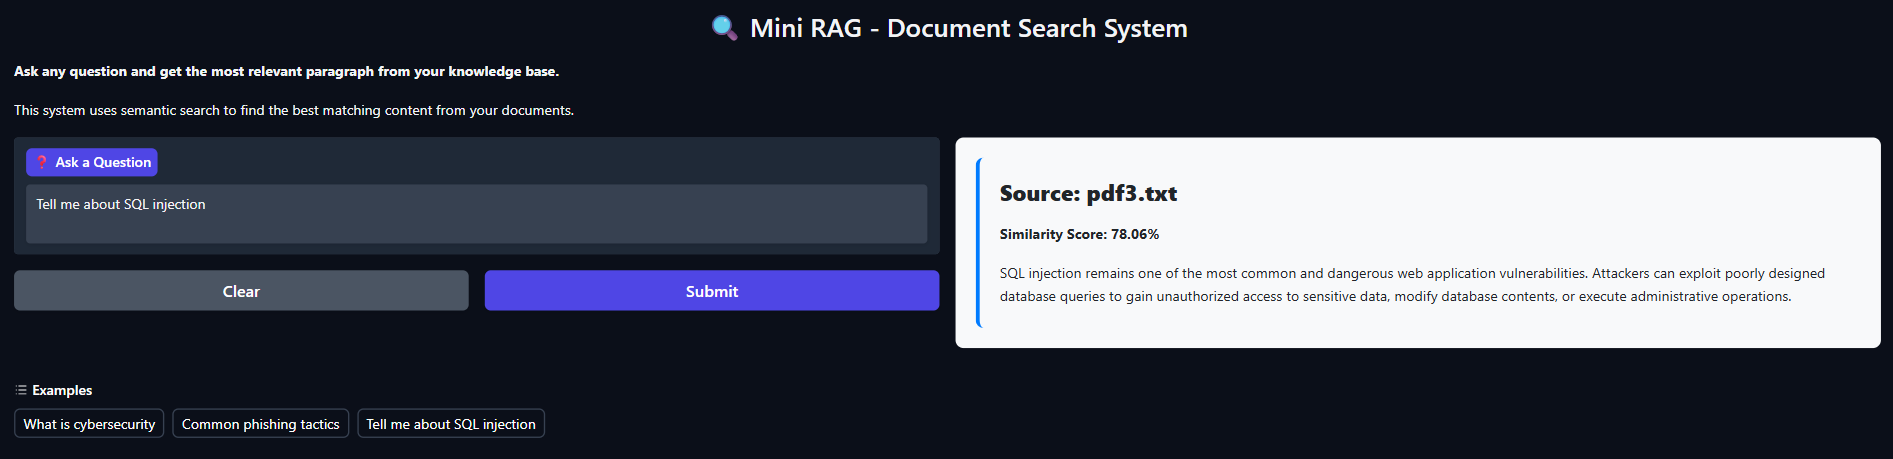 Mini RAG - Document Search System
Ask any question and get the most relevant paragraph from your knowledge base.
This system uses semantic search to find the best matching content from your documents.
❓ Ask a Question
Tell me about SQL injection
Clear
Submit
Source: pdf3.txt
Similarity Score: 78.06%
SQL injection remains one of the most common and dangerous web application vulnerabilities. Attackers can exploit poorly designed
database queries to gain unauthorized access to sensitive data, modify database contents, or execute administrative operations.
Examples
What is cybersecurity
Common phishing tactics
Tell me about SQL injection